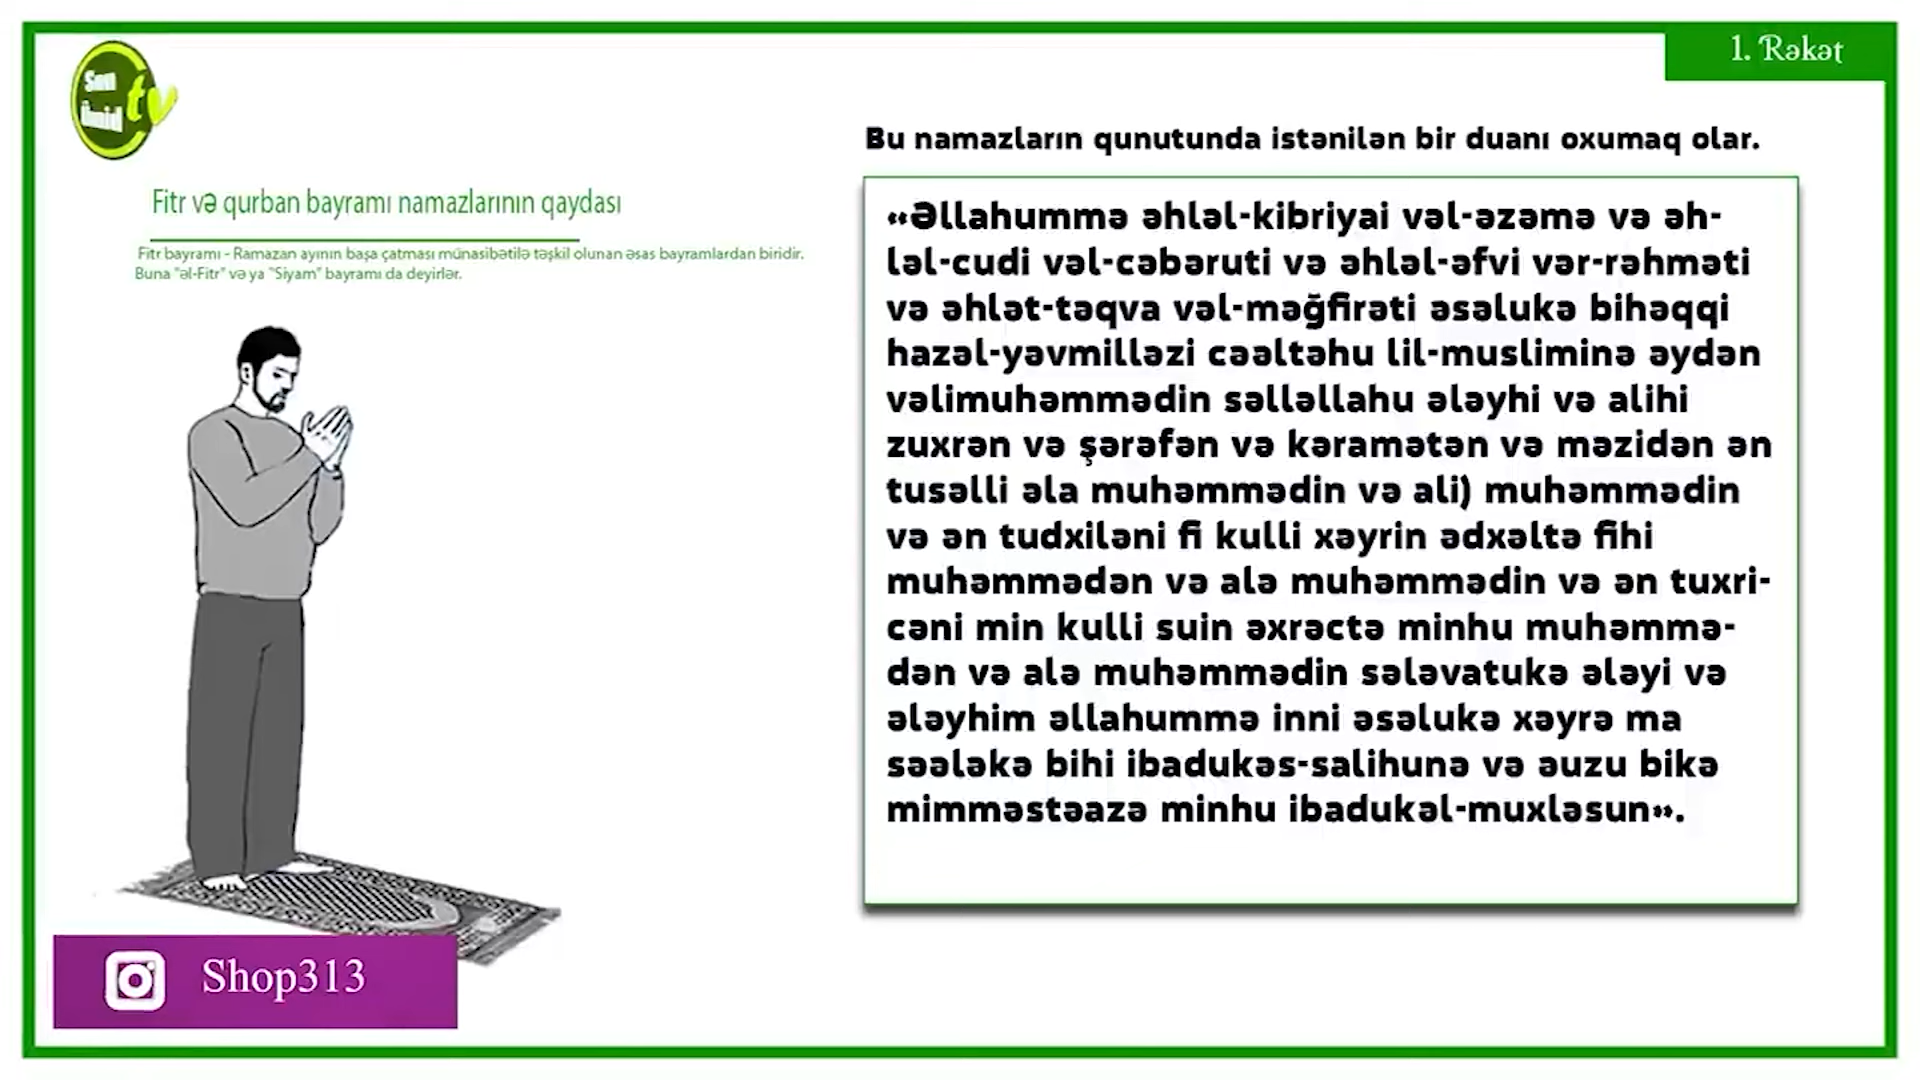 Son
Ümid
tv
1. Rəkət
Fitr və qurban bayramı namazlarının qaydası
Fitr bayramı - Ramazan ayının başa çatması münasibətilə təşkil olunan əsas bayramlardan biridir.
Buna "əl-Fitr" və ya "Siyam" bayramı da deyirlər.
Bu namazların qunutunda istənilən bir duanı oxumaq olar.
«Əllahummə əhləl-kibriyai vəl-əzəmə və əh-
ləl-cudi vəl-cəbəruti və əhləl-əfvi vər-rəhməti
və əhlət-təqva vəl-məğfirəti əsəlukə bihəqqi
hazəl-yəvmilləzi cəəltəhu lil-musliminə əydən
vəlimuhəmmədin səlləllahu ələyhi və alihi
zuxrən və şərəfən və kəramətən və məzidən ən
tusəlli əla muhəmmədin və ali) muhəmmədin
və ən tudxiləni fi kulli xəyrin ədxəltə fihi
muhəmmədən və alə muhəmmədin və ən tuxri-
cəni min kulli suin əxrəctə minhu muhəmmə-
dən və alə muhəmmədin sələvatukə ələyi və
ələyhim əllahummə inni əsəlukə xəyrə ma
səələkə bihi ibadukəs-salihunə və əuzu bikə
mimməstəazə minhu ibadukəl-muxləsun».
Shop313